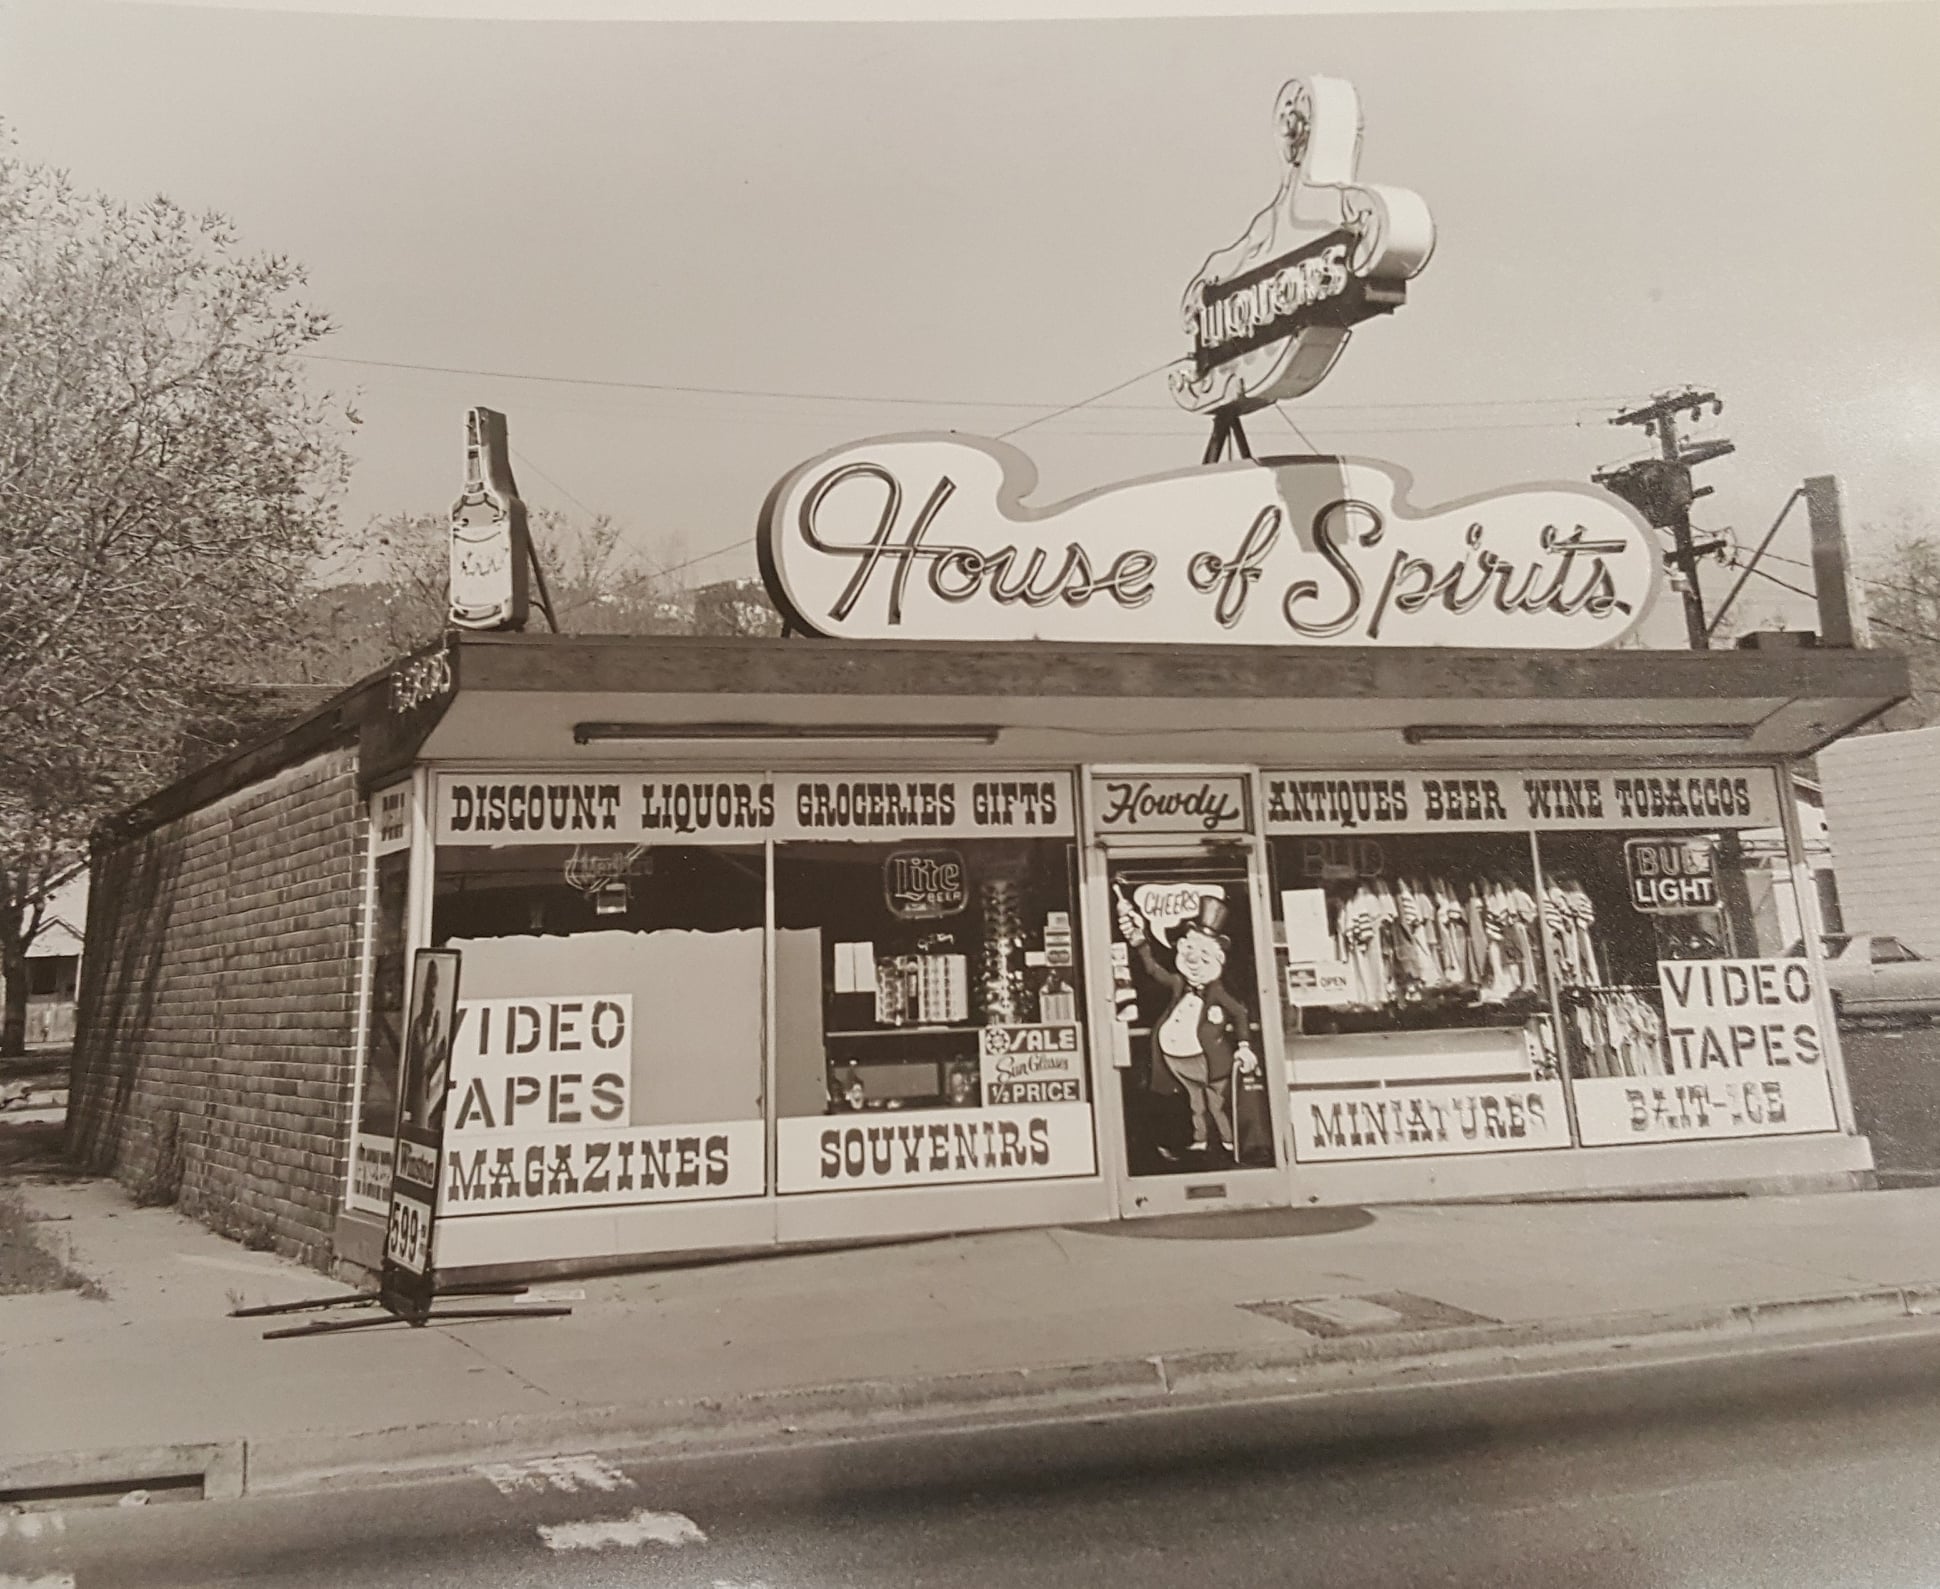 LIQUORS
House of Spirits
DISCOUNT LIQUORS GROCERIES GIFTS
Howdy
ANTIQUES BEER WINE TOBACCOS
Lite
BEER
CHEERS
BUD
BUD
LIGHT
OPEN
VIDEO
TAPES
SALE
Sun Glasses
1/2 PRICE
VIDEO
TAPES
MAGAZINES
SOUVENIRS
MINIATURES
BAIT-ICE
Winston
599